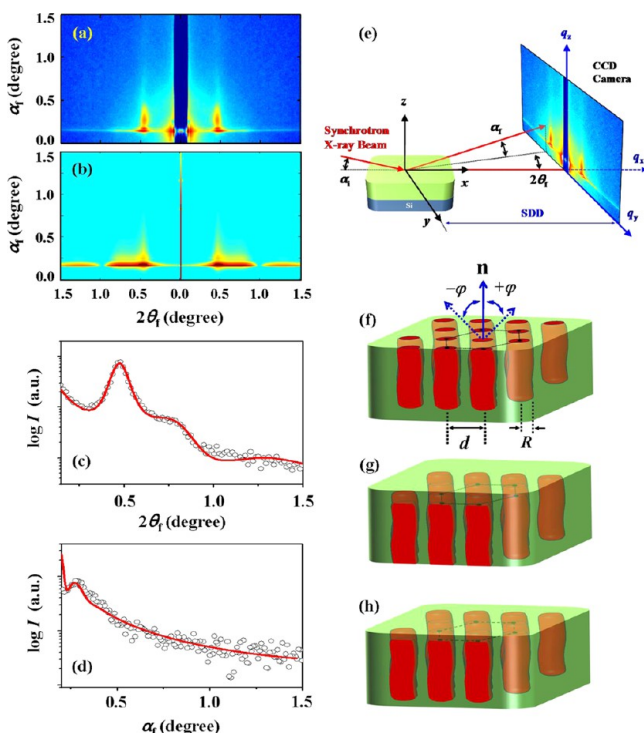 (a)
1.5
1.0
0.5
0.0
αf (degree)
(b)
1.5
1.0
0.5
0.0
αf (degree)
1.5 1.0 0.5 0.0 0.5 1.0 1.5
2θf (degree)
log I (a.u.)
(c)
0.5 1.0 1.5
2θf (degree)
log I (a.u.)
(d)
0.5 1.0 1.5
αf (degree)
(e)
qz
CCD
Camera
z
Synchrotron
X-ray Beam
αf
αi
x
2θf
qx
Si
y
SDD
qy
n
−φ +φ
(f)
d
R
(g)
(h)